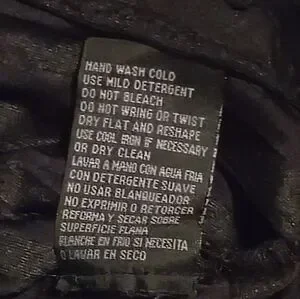 HAND WASH COLD
USE MILD DETERGENT
DO NOT BLEACH
DO NOT WRING OR TWIST
DRY FLAT AND RESHAPE
USE COOL IRON IF NECESSARY
OR DRY CLEAN
LAVAR A MANO CON AGUA FRIA
CON DETERGENTE SUAVE
NO USAR BLANQUEADOR
NO EXPRIMIR O RETORCER
REFORMA Y SECAR SOBRE
SUPERFICIE PLANA
PLANCHE EN FRIO SI NECESITA
O LAVAR EN SECO